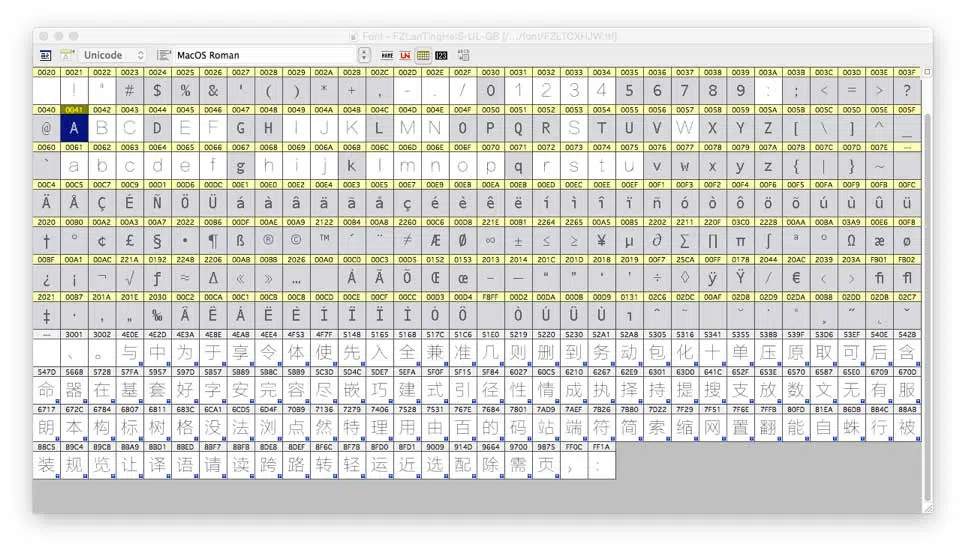 Font - FZLanTingHeiS-UL-GB [/.../font/FZLTCXHJW.ttf]
Unicode MacOS Roman
0020 0021 0022 0023 0024 0025 0026 0027 0028 0029 002A 002B 002C 002D 002E 002F 0030 0031 0032 0033 0034 0035 0036 0037 0038 0039 003A 003B 003C 003D 003E 003F
! " # $ % & ' ( ) * + , - . / 0 1 2 3 4 5 6 7 8 9 : ; < = > ?
0040 0041 0042 0043 0044 0045 0046 0047 0048 0049 004A 004B 004C 004D 004E 004F 0050 0051 0052 0053 0054 0055 0056 0057 0058 0059 005A 005B 005C 005D 005E 005F
@ A B C D E F G H I J K L M N O P Q R S T U V W X Y Z [ \ ] ^ _
0060 0061 0062 0063 0064 0065 0066 0067 0068 0069 006A 006B 006C 006D 006E 006F 0070 0071 0072 0073 0074 0075 0076 0077 0078 0079 007A 007B 007C 007D 007E ---
` a b c d e f g h i j k l m n o p q r s t u v w x y z { | } ~
00C4 00C5 00C7 00C9 00D1 00D6 00DC 00E1 00E0 00E2 00E4 00E3 00E5 00E7 00E9 00E8 00EA 00EB 00ED 00EC 00EE 00EF 00F1 00F3 00F2 00F4 00F6 00F5 00FA 00F9 00FB 00FC
Ä Å Ç É Ñ Ö Ü á à â ä ã å ç é è ê ë í ì î ï ñ ó ò ô ö õ ú ù û ü
2020 00B0 00A2 00A3 00A7 2022 00B6 00DF 00AE 00A9 2122 00B4 00A8 2260 00C6 00D8 221E 00B1 2264 2265 00A5 00B5 2202 2211 220F 03C0 222B 00AA 00BA 03A9 00E6 00F8
† ° ¢ £ § • ¶ ß ® © ™ ´ ¨ ≠ Æ Ø ∞ ± ≤ ≥ ¥ µ ∂ ∑ ∏ π ∫ ª º Ω æ ø
00BF 00A1 00AC 221A 0192 2248 2206 00AB 00BB 2026 00A0 00C0 00C3 00D5 0152 0153 2013 2014 201C 201D 2018 2019 00F7 25CA 00FF 0178 2044 20AC 2039 203A FB01 FB02
¿ ¡ ¬ √ ƒ ≈ ∆ « » … À Ã Õ Œ œ – — “ ” ‘ ’ ÷ ◊ ÿ Ÿ ⁄ € ‹ › ﬁ ﬂ
2021 00B7 201A 201E 2030 00C2 00CA 00C1 00CB 00C8 00CD 00CE 00CF 00CC 00D3 00D4 F8FF 00D2 00DA 00DB 00D9 0131 02C6 02DC 00AF 02D8 02D9 02DA 00B8 02DD 02DB 02C7
‡ · ‚ „ ‰ Â Ê Á Ë È Í Î Ï Ì Ó Ô Ò Ú Û Ù ı ˆ ˜ ¯ ˘ ˙ ˚ ¸ ˝ ˛ ˇ
--- 3001 3002 4E0E 4E2D 4E3A 4E8E 4EAB 4EE4 4F53 4F7F 5148 5165 5168 517C 51C6 51E0 5219 5220 5230 52A1 52A8 5305 5316 5341 5355 538B 539F 53D6 53EF 540E 542B
、 。 与 中 为 于 享 令 体 使 先 入 全 兼 准 几 则 删 到 务 动 包 化 十 单 压 原 取 可 后 含
547D 5668 5728 57FA 5957 597D 5B57 5B89 5B8C 5BB9 5C3D 5D4C 5DE7 5EFA 5F0F 5F15 5F84 6027 60C5 6210 6267 62E9 6301 63D0 641C 652F 653E 6570 6587 65E0 6709 670D
命 器 在 基 套 好 字 安 完 容 尽 嵌 巧 建 式 引 径 性 情 成 执 择 持 提 搜 支 放 数 文 无 有 服
6717 672C 6784 6807 6811 683C 6CA1 6CD5 6D4F 70B9 7136 7279 7406 7528 7531 767E 7684 7801 7AD9 7AEF 7B26 7B80 7D22 7F29 7F51 7F6E 7FFB 80FD 81EA 86DB 884C 88AB
朗 本 构 标 树 格 没 法 浏 点 然 特 理 用 由 百 的 码 站 端 符 简 索 缩 网 置 翻 能 自 蛛 行 被
88C5 89C4 89C8 8BA9 8BD1 8BED 8BF7 8BFB 8DE8 8DEF 8F6C 8F7B 8FD0 8FD1 9009 914D 9664 9700 9875 FF0C FF1A
装 规 览 让 译 语 请 读 跨 路 转 轻 运 近 选 配 除 需 页 ， ：